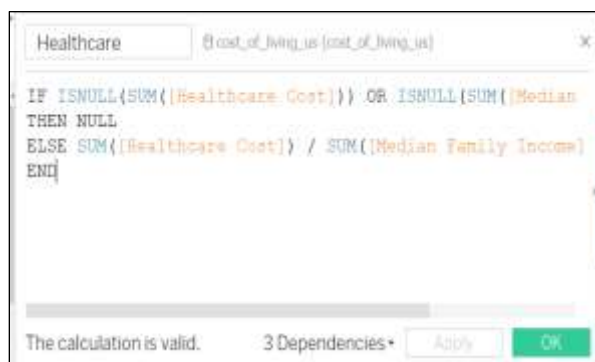 Healthcare cost_of_living_us (cost_of_living_us)
IF ISNULL(SUM([Healthcare Cost])) OR ISNULL(SUM([Median
THEN NULL
ELSE SUM([Healthcare Cost]) / SUM([Median Family Income]
END
The calculation is valid. 3 Dependencies Apply OK